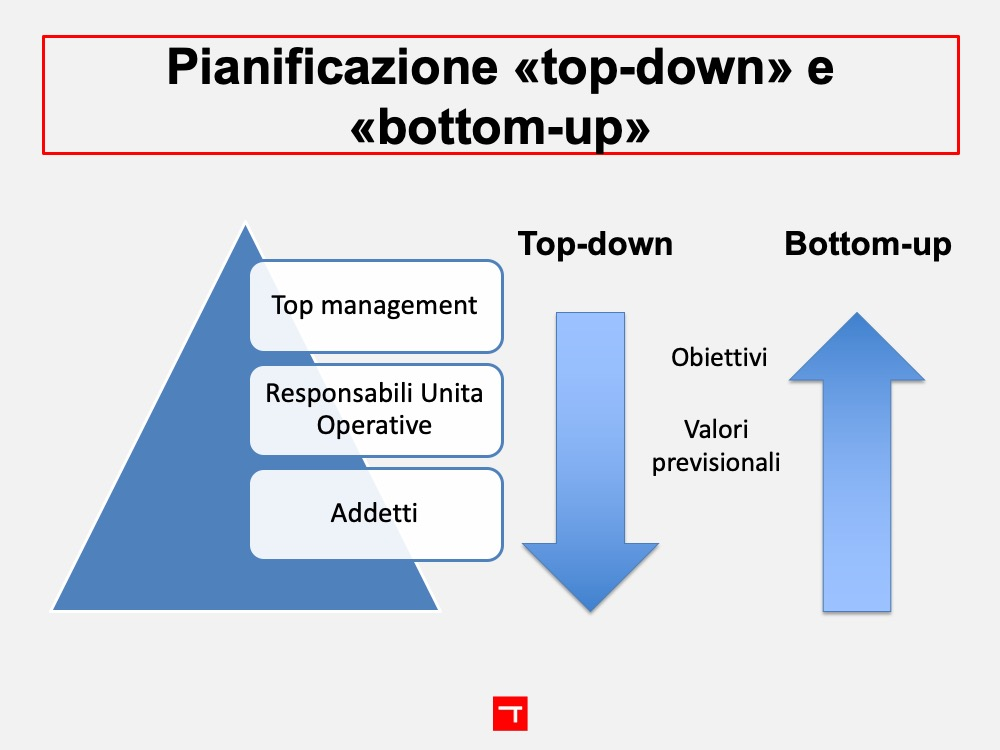 Pianificazione «top-down» e
«bottom-up»
Top-down
Bottom-up
Top management
Responsabili Unita
Operative
Addetti
Obiettivi
Valori
previsionali